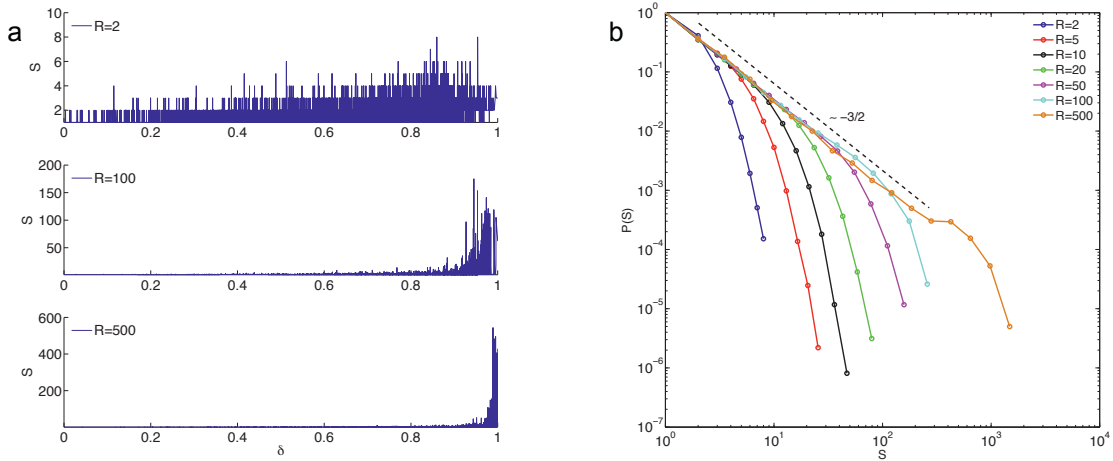 a
R=2
10
8
6
4
2
S
0
0.2
0.4
0.6
0.8
1
R=100
200
150
100
50
S
0
0.2
0.4
0.6
0.8
1
R=500
600
400
200
S
0
0.2
0.4
0.6
0.8
1
δ
b
10^0
10^-1
10^-2
10^-3
10^-4
10^-5
10^-6
10^-7
P(S)
~ −3/2
R=2
R=5
R=10
R=20
R=50
R=100
R=500
10^0
10^1
10^2
10^3
10^4
S